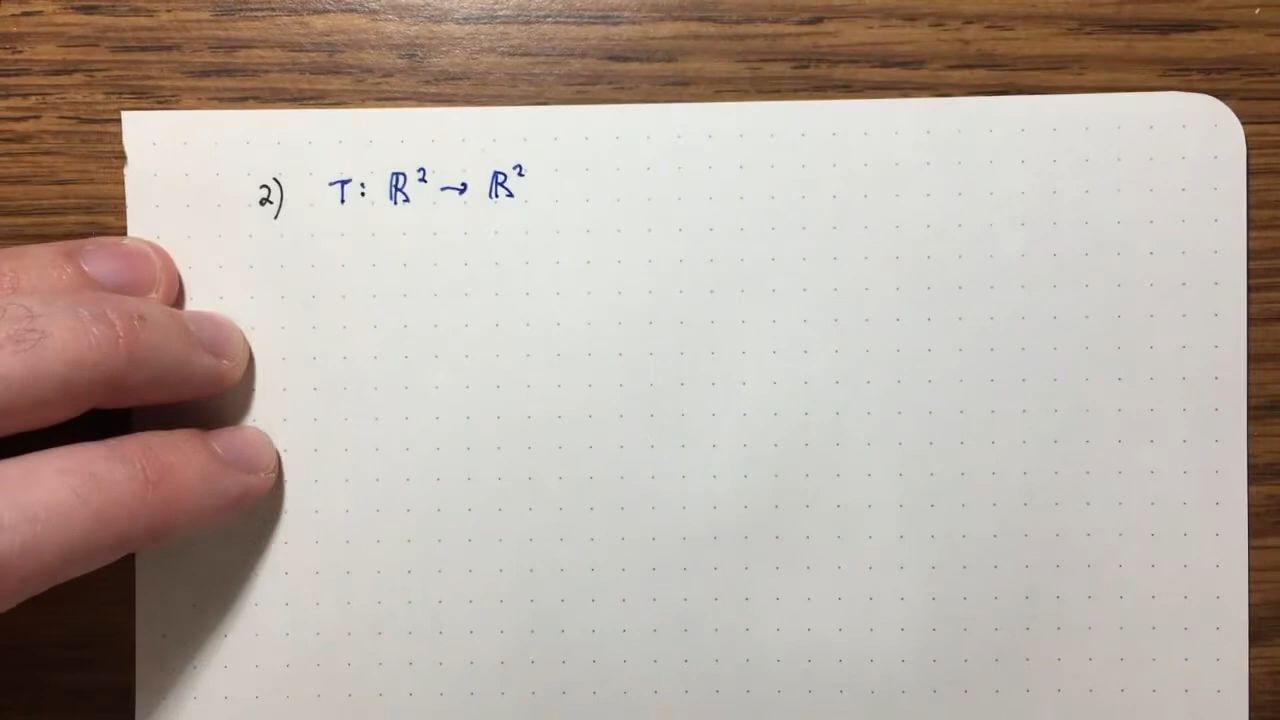 2) T: ℝ² → ℝ²